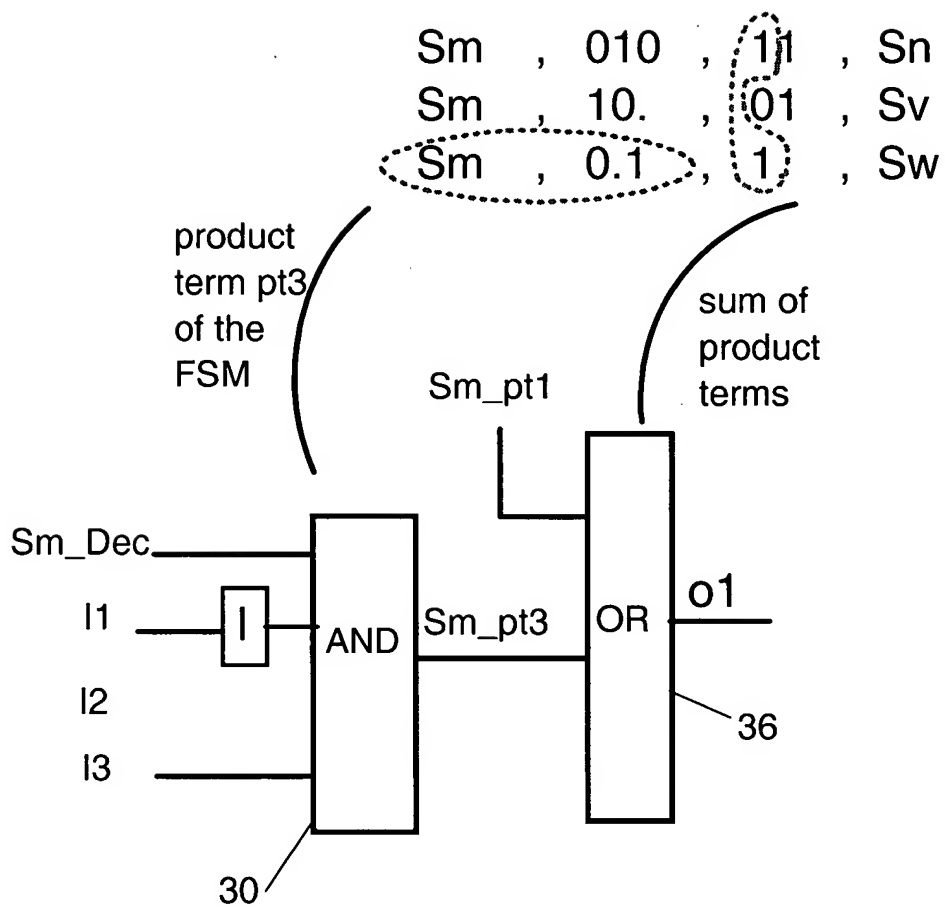 Sm , 010 , 11 , Sn
Sm , 10. , 01 , Sv
Sm , 0.1 , 1. , Sw
product
term pt3
of the
FSM
sum of
product
terms
Sm_pt1
Sm_Dec
I1
I
AND
Sm_pt3
OR
o1
I2
I3
36
30